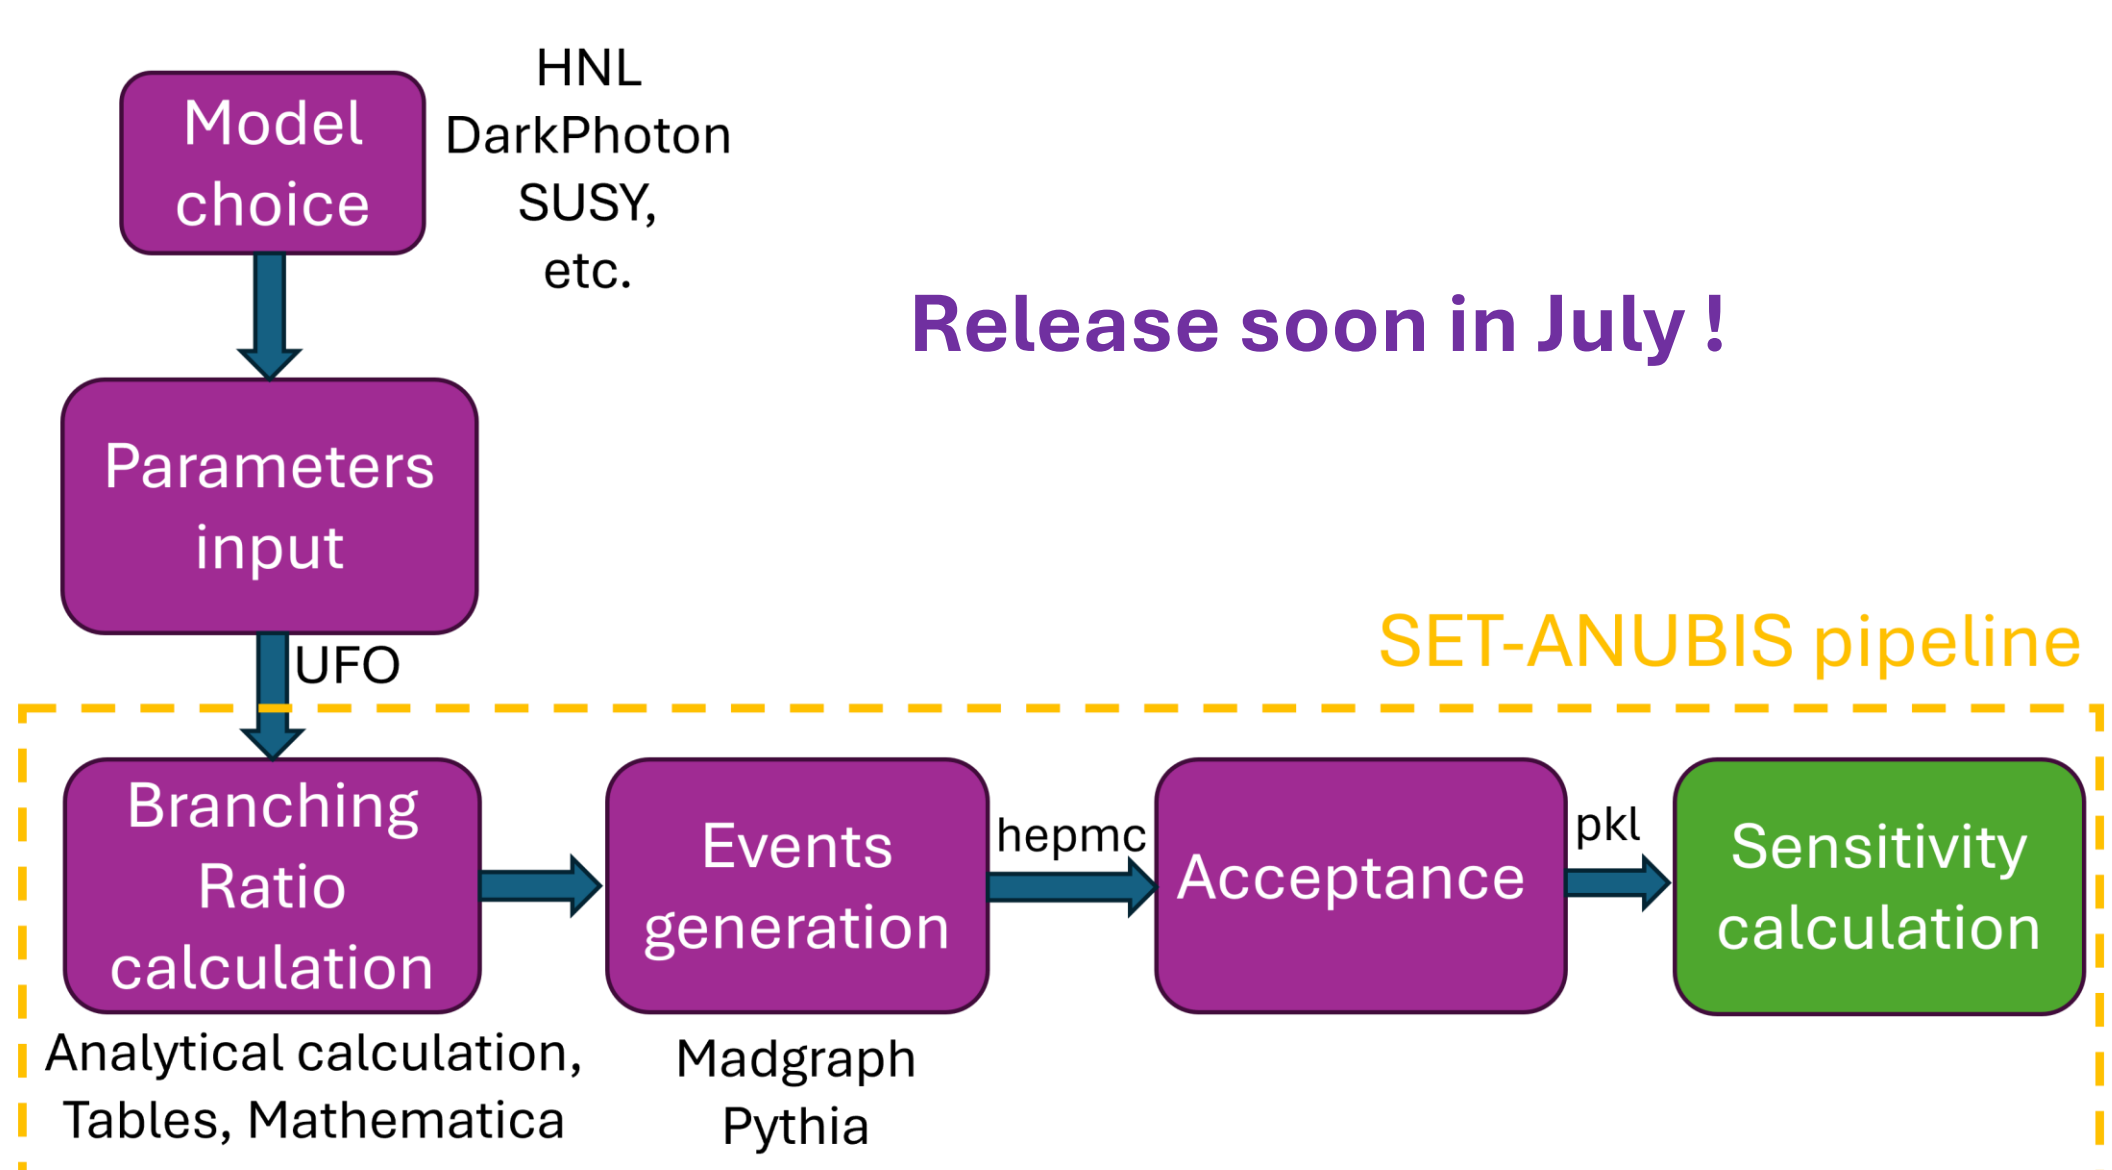 Model
choice
HNL
DarkPhoton
SUSY,
etc.
Release soon in July !
Parameters
input
UFO
SET-ANUBIS pipeline
Branching
Ratio
calculation
Events
generation
hepmc
Acceptance
pkl
Sensitivity
calculation
Analytical calculation,
Tables, Mathematica
Madgraph
Pythia